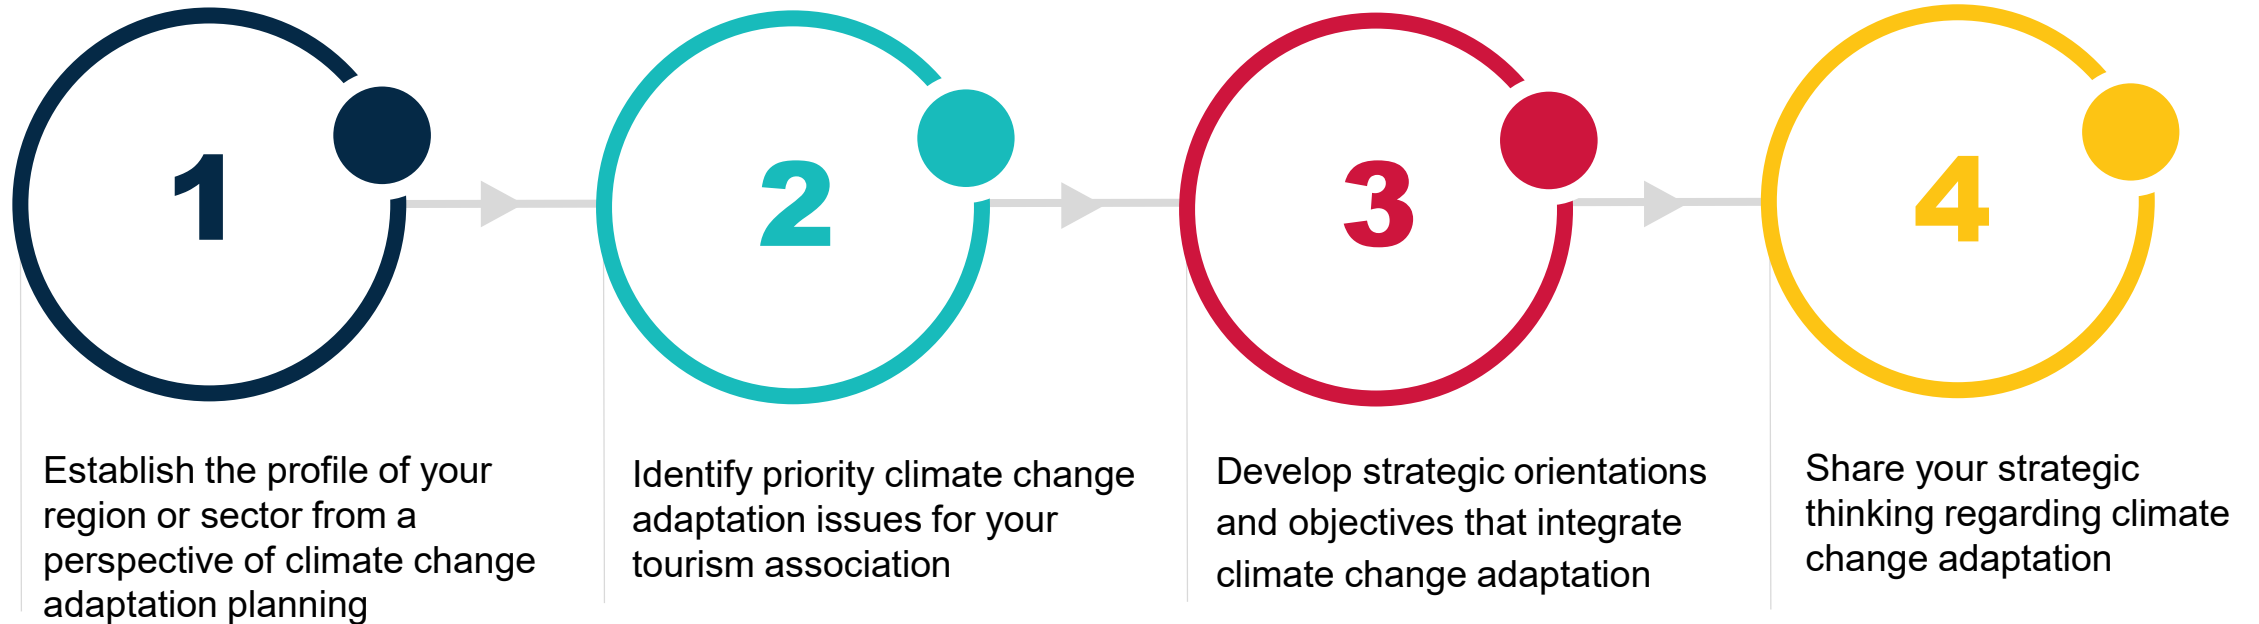 1
Establish the profile of your
region or sector from a
perspective of climate change
adaptation planning
2
Identify priority climate change
adaptation issues for your
tourism association
3
Develop strategic orientations
and objectives that integrate
climate change adaptation
4
Share your strategic
thinking regarding climate
change adaptation